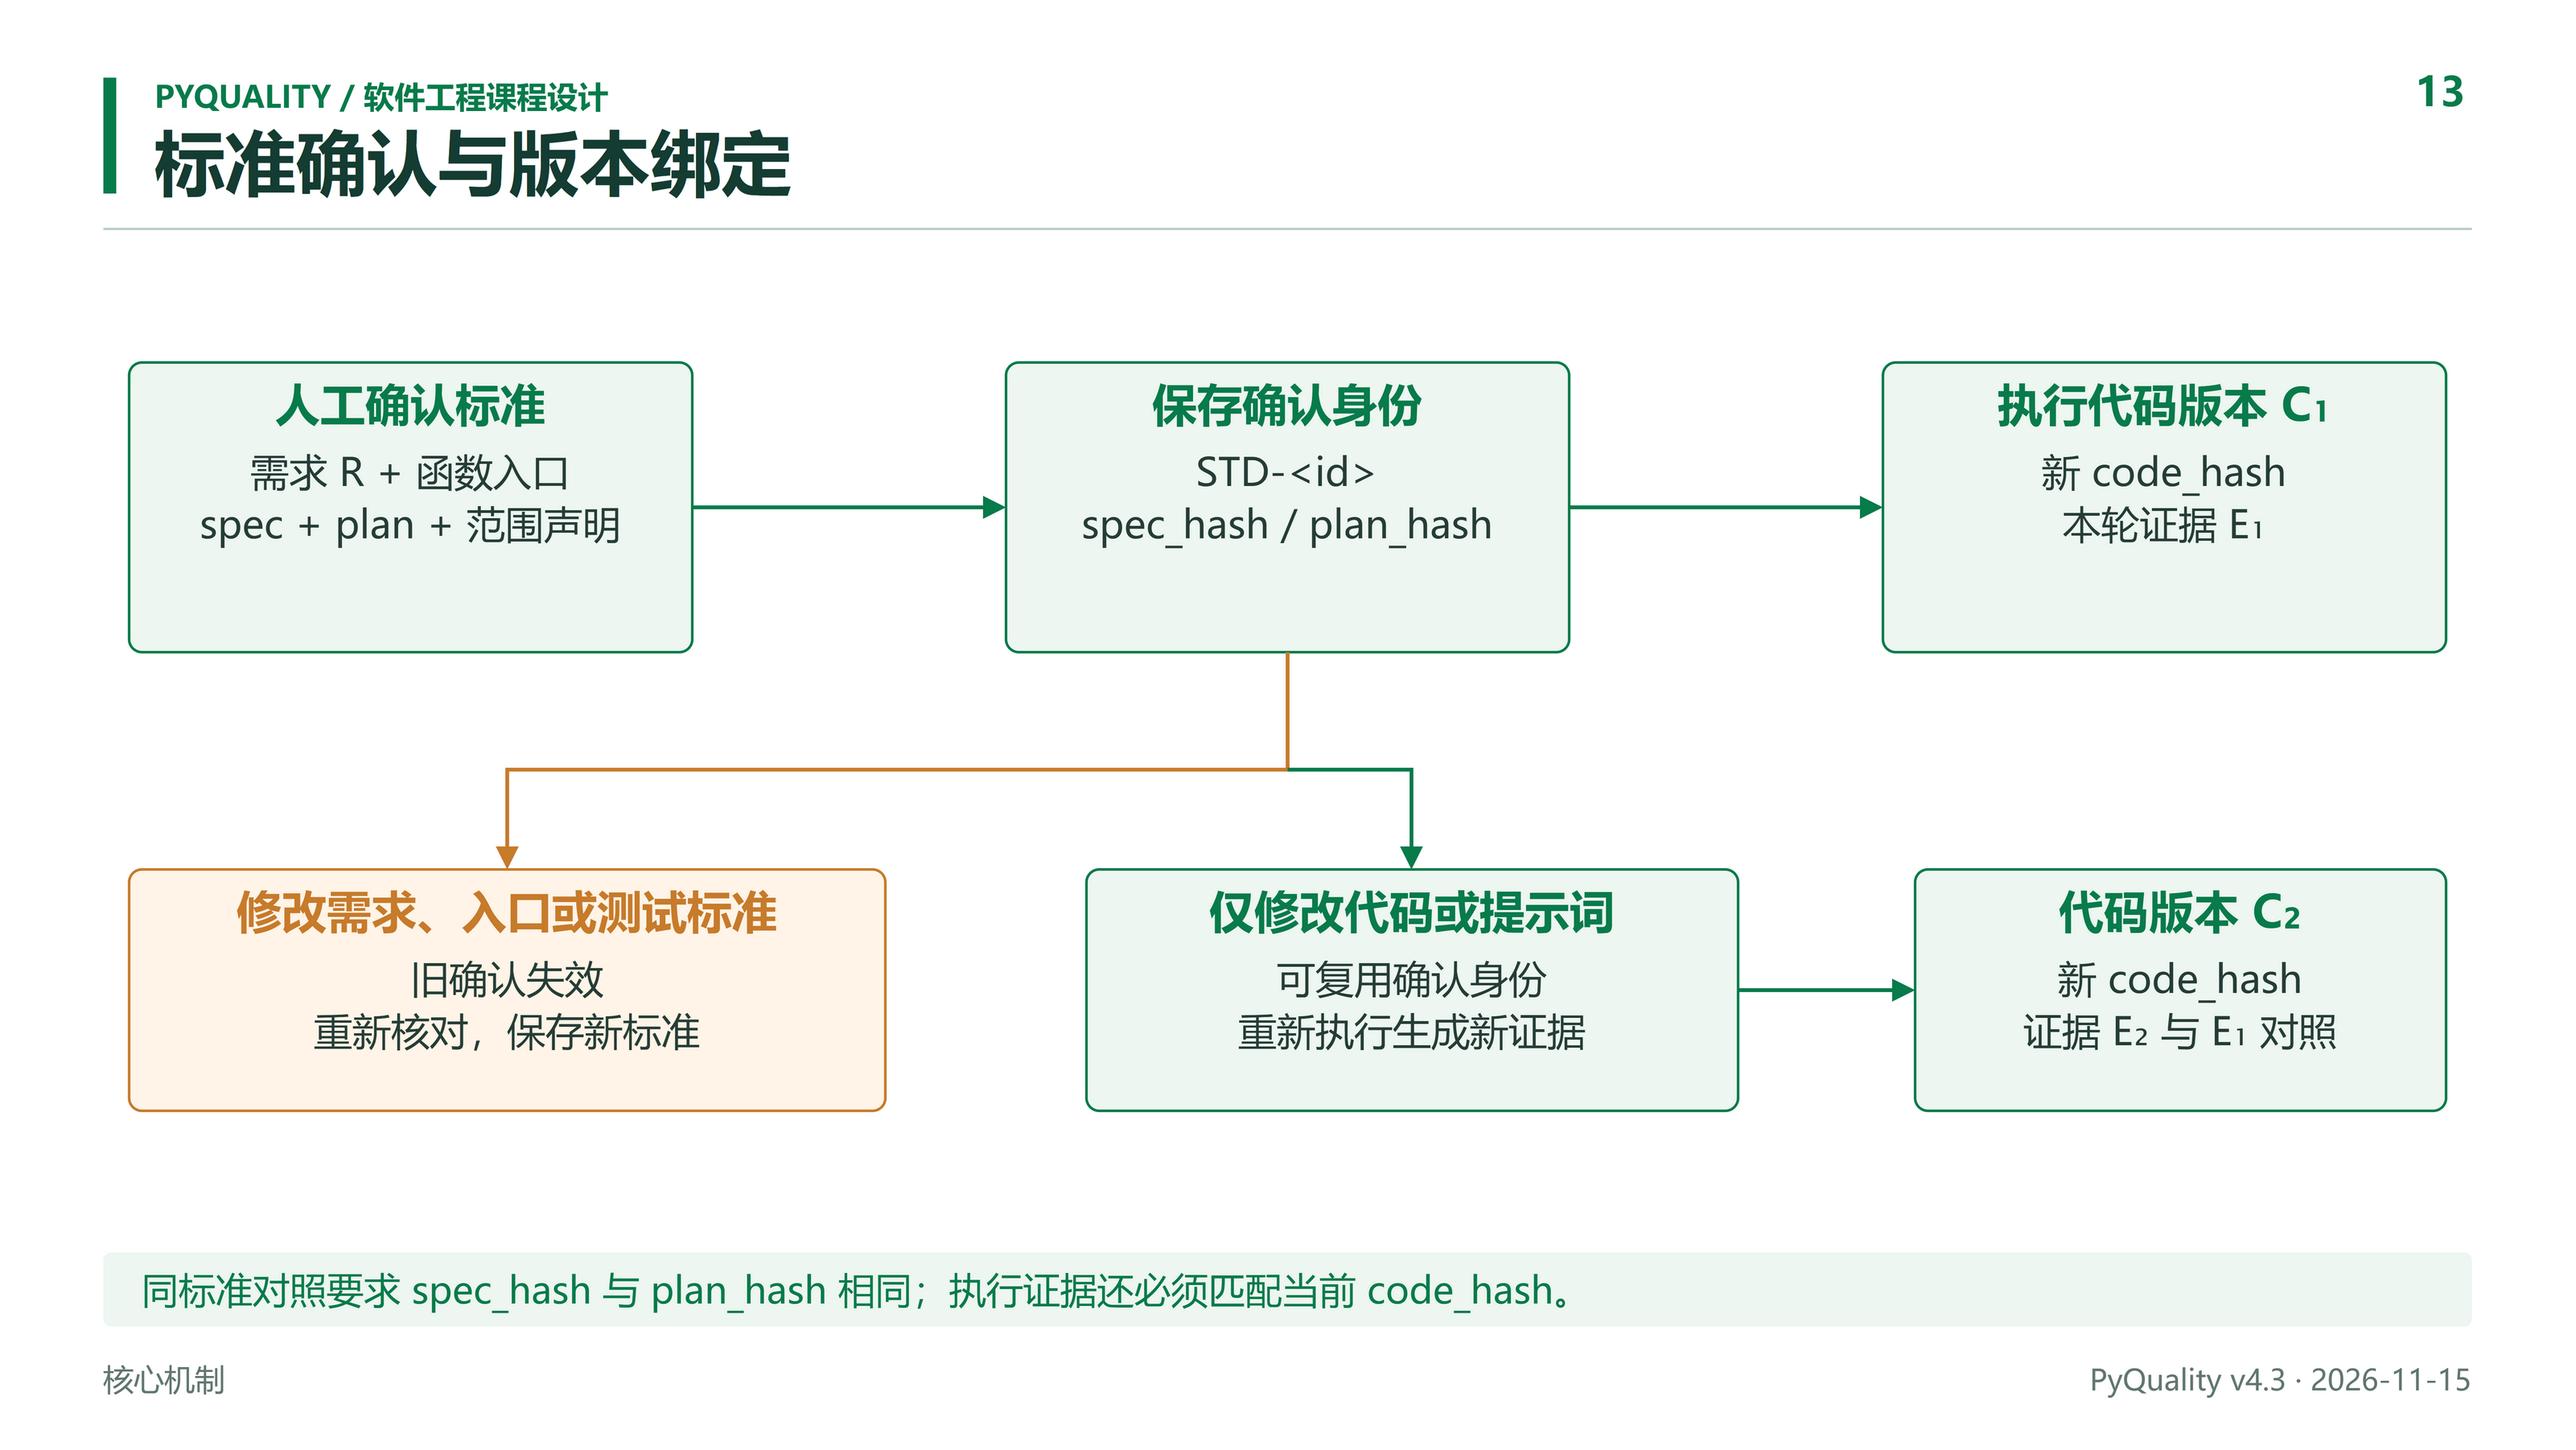 PYQUALITY / 软件工程课程设计
13
标准确认与版本绑定
人工确认标准
需求 R + 函数入口
spec + plan + 范围声明
保存确认身份
STD-<id>
spec_hash / plan_hash
执行代码版本 C₁
新 code_hash
本轮证据 E₁
修改需求、入口或测试标准
旧确认失效
重新核对，保存新标准
仅修改代码或提示词
可复用确认身份
重新执行生成新证据
代码版本 C₂
新 code_hash
证据 E₂ 与 E₁ 对照
同标准对照要求 spec_hash 与 plan_hash 相同；执行证据还必须匹配当前 code_hash。
核心机制
PyQuality v4.3 · 2026-11-15